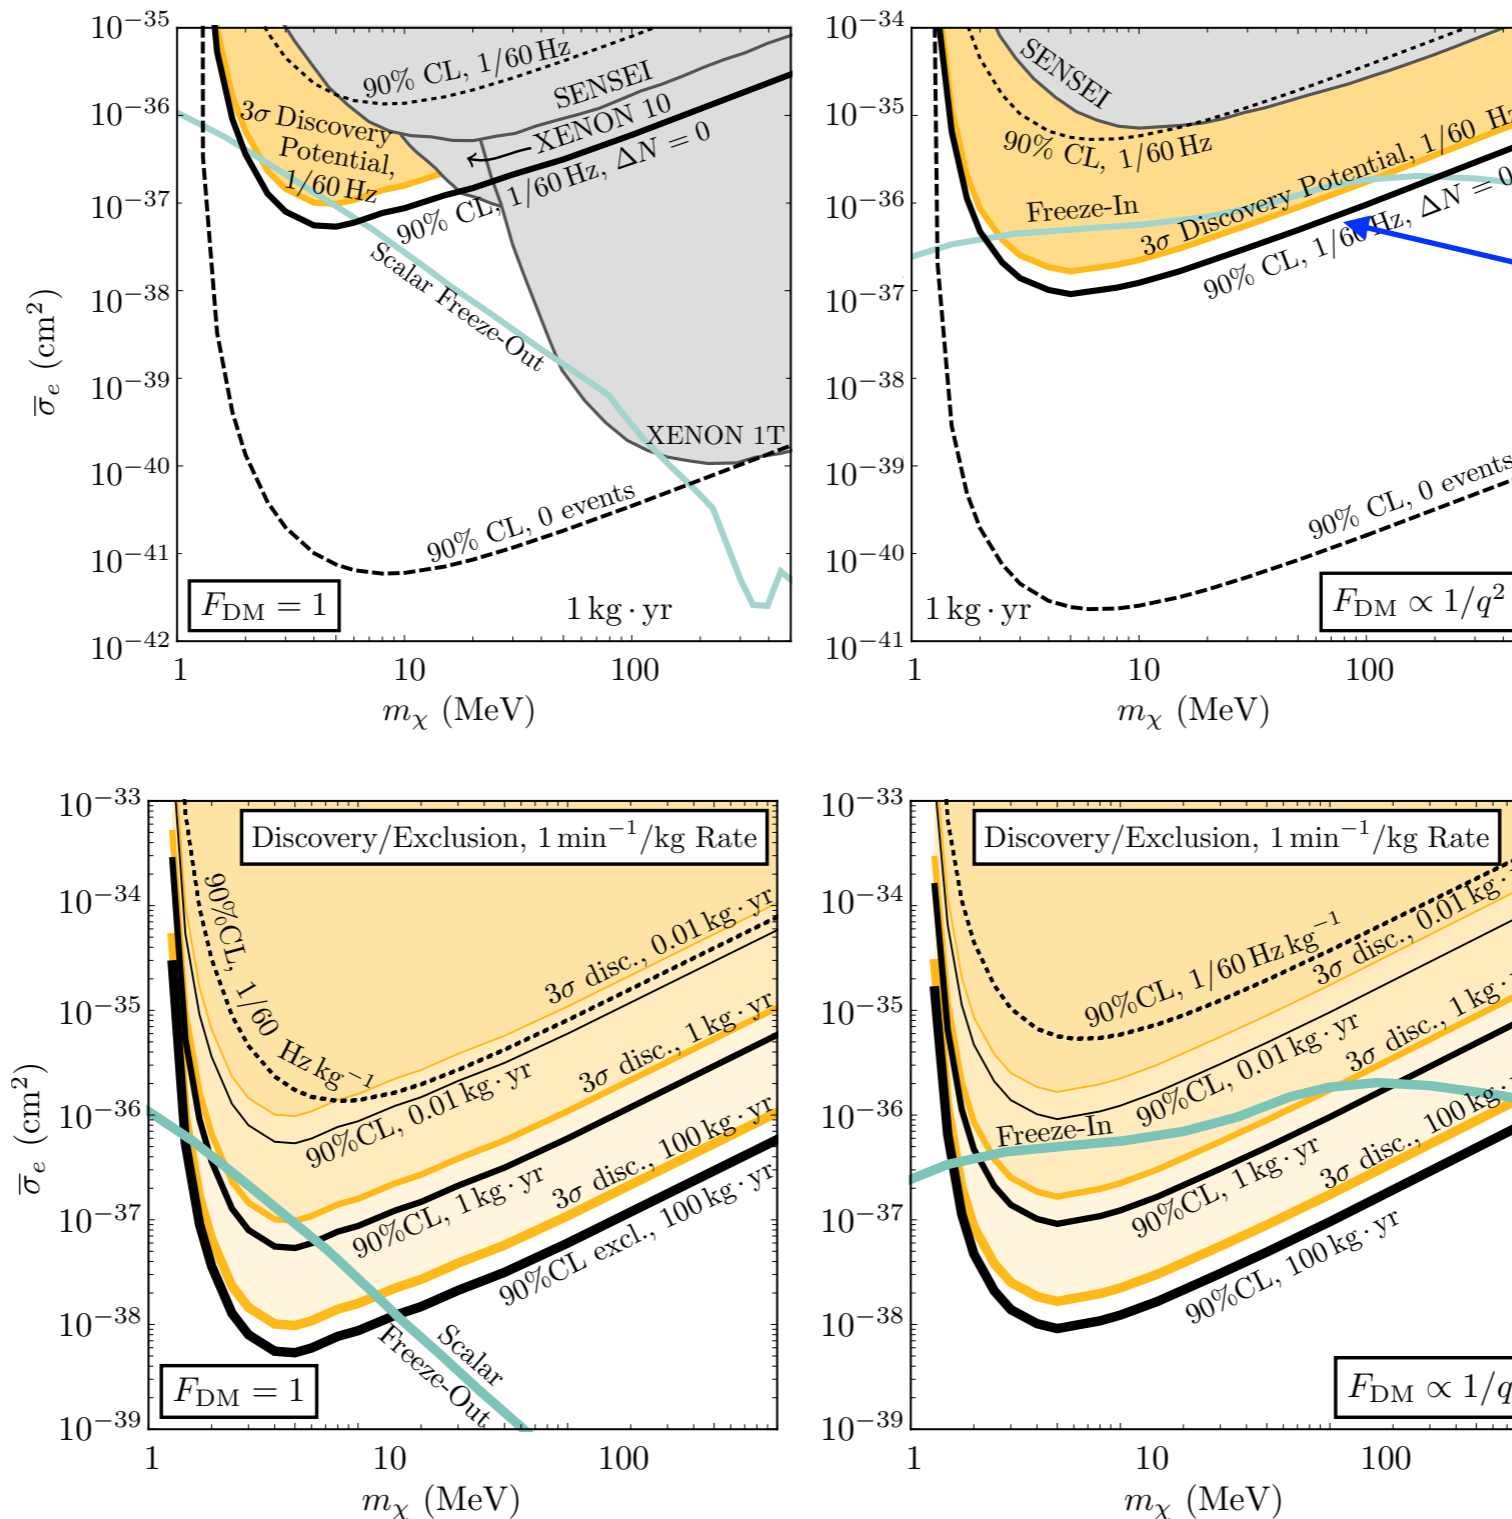 10⁻³⁵
10⁻³⁶
10⁻³⁷
10⁻³⁸
10⁻³⁹
10⁻⁴⁰
10⁻⁴¹
10⁻⁴²
σ̅ₑ (cm²)
90% CL, 1/60 Hz
SENSEI
XENON 10
3σ Discovery
Potential,
1/60 Hz
90% CL, 1/60 Hz, ΔN = 0
Scalar Freeze-Out
XENON 1T
90% CL, 0 events
F_DM = 1
1 kg · yr
1
10
100
m_χ (MeV)
10⁻³⁴
10⁻³⁵
10⁻³⁶
10⁻³⁷
10⁻³⁸
10⁻³⁹
10⁻⁴⁰
10⁻⁴¹
SENSEI
90% CL, 1/60 Hz
Freeze-In
3σ Discovery Potential, 1/60 Hz
90% CL, 1/60 Hz, ΔN = 0
90% CL, 0 events
1 kg · yr
F_DM ∝ 1/q²
1
10
100
m_χ (MeV)
10⁻³³
10⁻³⁴
10⁻³⁵
10⁻³⁶
10⁻³⁷
10⁻³⁸
10⁻³⁹
σ̅ₑ (cm²)
Discovery/Exclusion, 1 min⁻¹/kg Rate
90%CL, 1/60 Hz kg⁻¹
3σ disc., 0.01 kg · yr
90%CL, 0.01 kg · yr
3σ disc., 1 kg · yr
90%CL, 1 kg · yr
3σ disc., 100 kg · yr
90%CL excl., 100 kg · yr
Scalar
Freeze-Out
F_DM = 1
1
10
100
m_χ (MeV)
10⁻³³
10⁻³⁴
10⁻³⁵
10⁻³⁶
10⁻³⁷
10⁻³⁸
10⁻³⁹
Discovery/Exclusion, 1 min⁻¹/kg Rate
90%CL, 1/60 Hz kg⁻¹
3σ disc., 0.01 kg ·
90%CL, 0.01 kg · yr
3σ disc., 1 kg ·
Freeze-In
90%CL, 1 kg · yr
3σ disc., 100 kg ·
90%CL, 100 kg · yr
F_DM ∝ 1/q
1
10
100
m_χ (MeV)